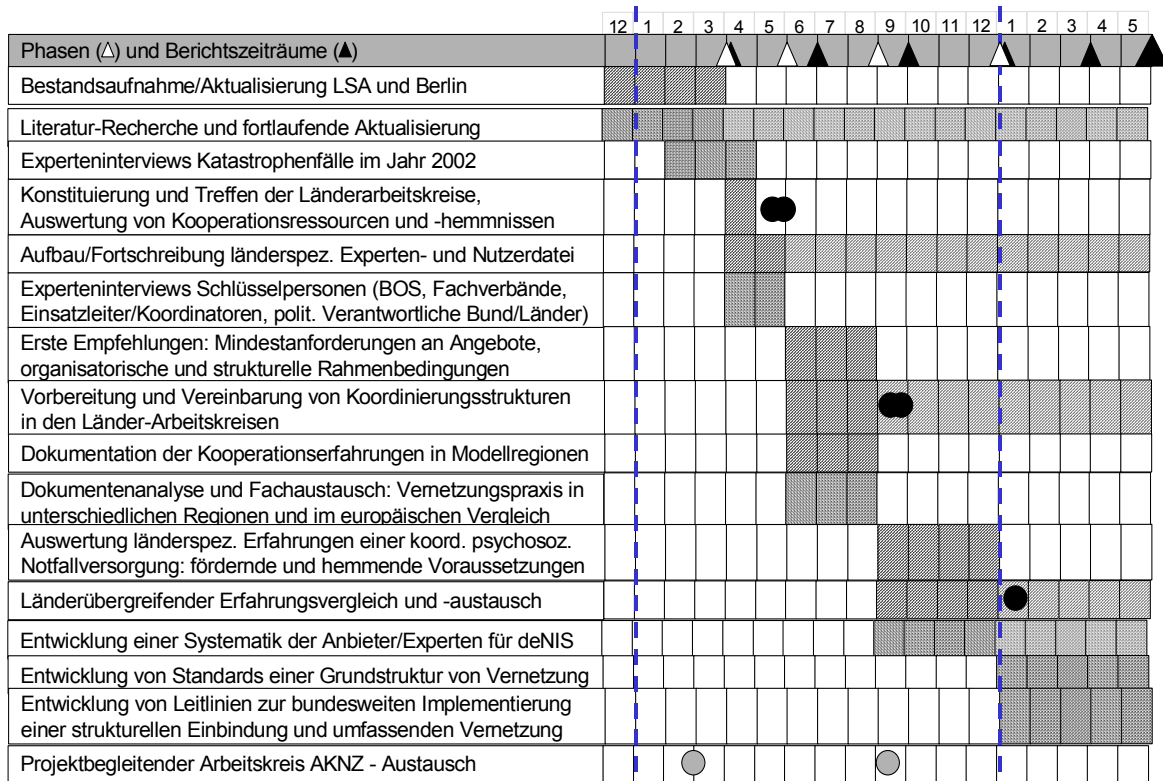 12 1 2 3 4 5 6 7 8 9 10 11 12 1 2 3 4 5
Phasen (△) und Berichtszeiträume (▲)
Bestandsaufnahme/Aktualisierung LSA und Berlin
Literatur-Recherche und fortlaufende Aktualisierung
Experteninterviews Katastrophenfälle im Jahr 2002
Konstituierung und Treffen der Länderarbeitskreise,
Auswertung von Kooperationsressourcen und -hemmnissen
Aufbau/Fortschreibung länderspez. Experten- und Nutzerdatei
Experteninterviews Schlüsselpersonen (BOS, Fachverbände,
Einsatzleiter/Koordinatoren, polit. Verantwortliche Bund/Länder)
Erste Empfehlungen: Mindestanforderungen an Angebote,
organisatorische und strukturelle Rahmenbedingungen
Vorbereitung und Vereinbarung von Koordinierungsstrukturen
in den Länder-Arbeitskreisen
Dokumentation der Kooperationserfahrungen in Modellregionen
Dokumentenanalyse und Fachaustausch: Vernetzungspraxis in
unterschiedlichen Regionen und im europäischen Vergleich
Auswertung länderspez. Erfahrungen einer koord. psychosoz.
Notfallversorgung: fördernde und hemmende Voraussetzungen
Länderübergreifender Erfahrungsvergleich und -austausch
Entwicklung einer Systematik der Anbieter/Experten für deNIS
Entwicklung von Standards einer Grundstruktur von Vernetzung
Entwicklung von Leitlinien zur bundesweiten Implementierung
einer strukturellen Einbindung und umfassenden Vernetzung
Projektbegleitender Arbeitskreis AKNZ - Austausch